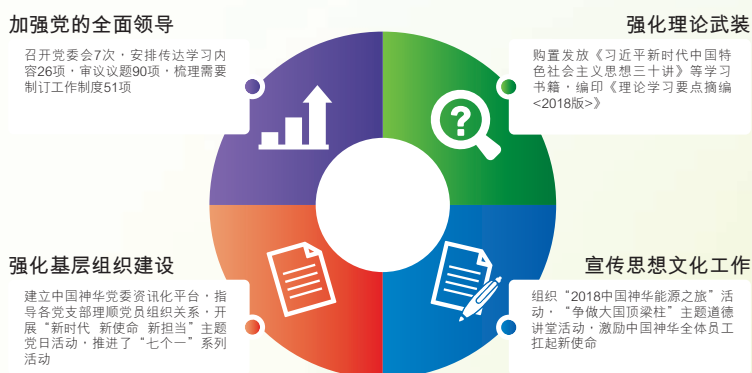 加强党的全面领导
召开党委会7次，安排传达学习内
容26项，审议议题90项，梳理需要
制订工作制度51项
强化理论武装
购置发放《习近平新时代中国特
色社会主义思想三十讲》等学习
书籍，编印《理论学习要点摘编
<2018版>》
强化基层组织建设
建立中国神华党委资讯化平台，指
导各党支部理顺党员组织关系，开
展“新时代 新使命 新担当”主题
党日活动，推进了“七个一”系列
活动
宣传思想文化工作
组织“2018中国神华能源之旅”活
动，“争做大国顶梁柱”主题道德
讲堂活动，激励中国神华全体员工
扛起新使命